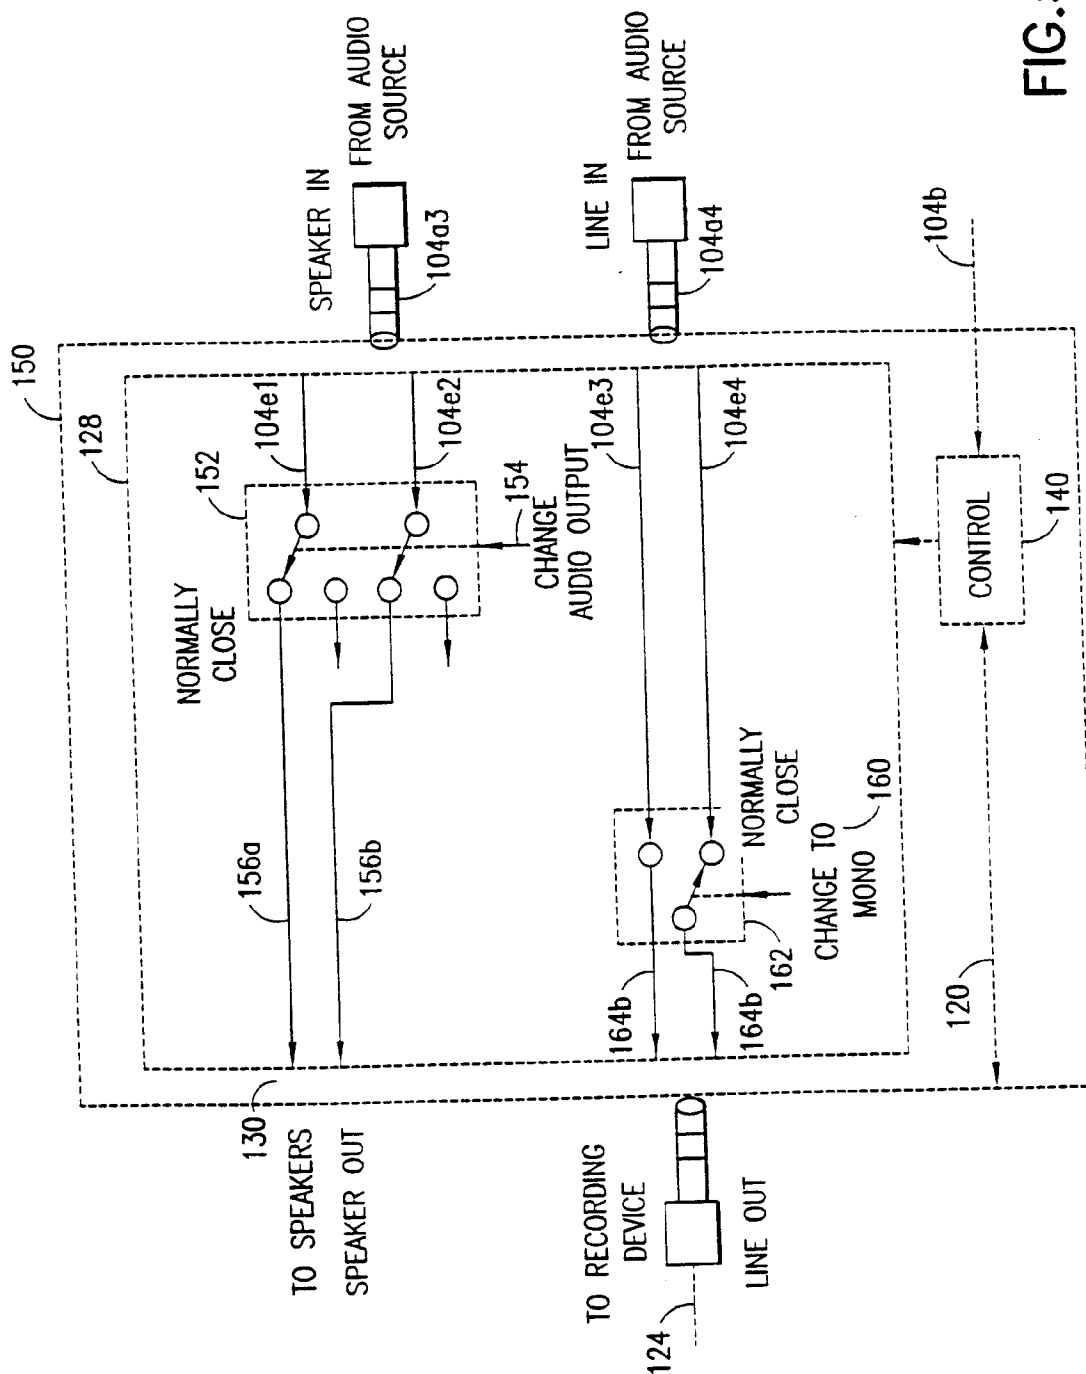 150
128
152
NORMALLY
CLOSE
156a
130
TO SPEAKERS
SPEAKER OUT
156b
104e1
SPEAKER IN
FROM AUDIO
SOURCE
104a3
104e2
154
CHANGE
AUDIO OUTPUT
TO RECORDING
DEVICE
124
LINE OUT
164b
164b
162
NORMALLY
CLOSE
CHANGE TO
MONO
160
104e3
104e4
LINE IN
FROM AUDIO
SOURCE
104a4
104b
120
CONTROL
140
FIG.